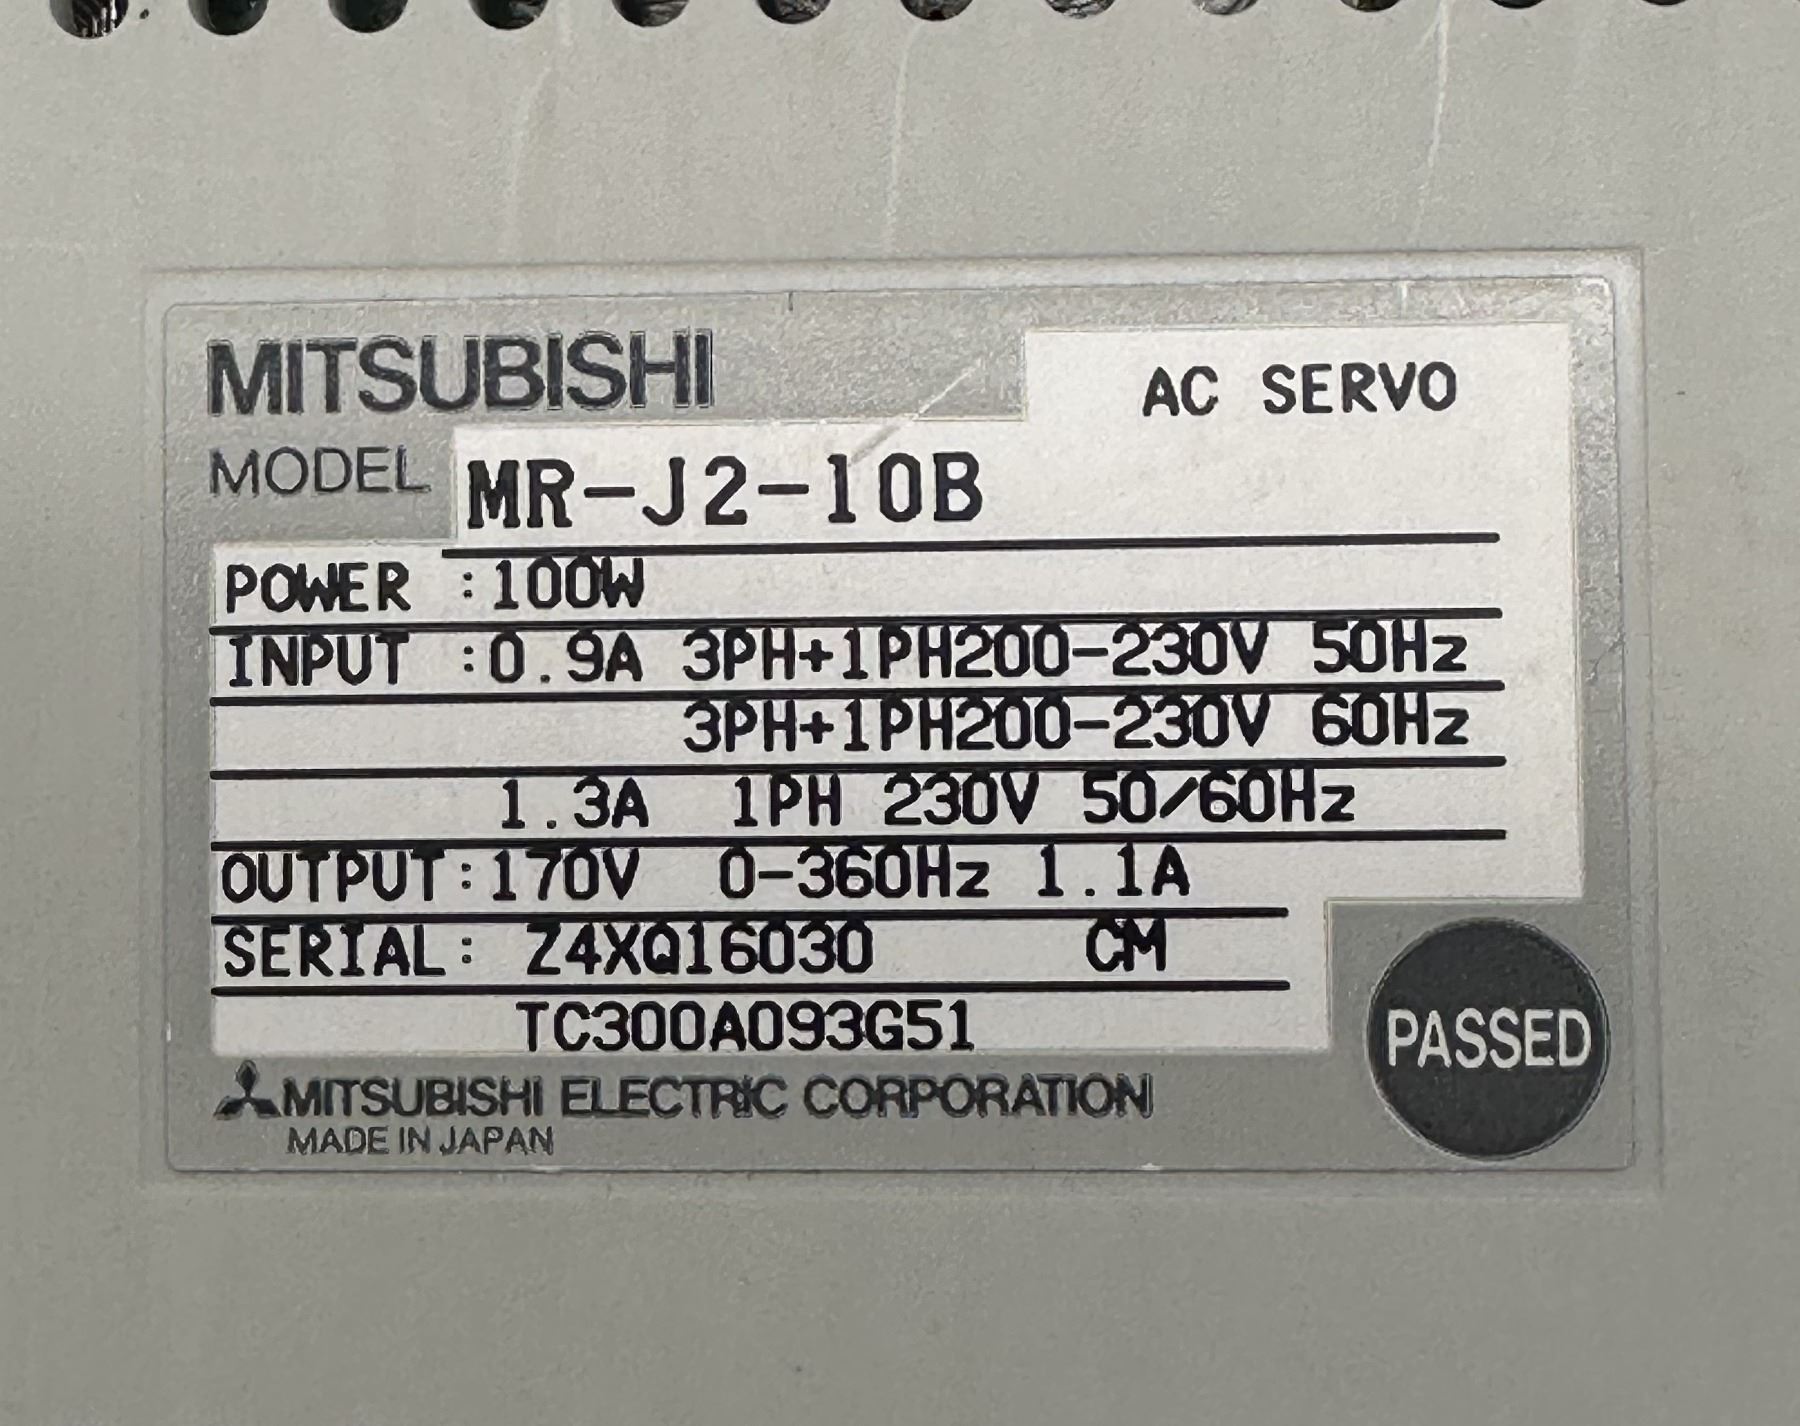 MITSUBISHI
AC SERVO
MODEL MR-J2-10B
POWER :100W
INPUT :0.9A 3PH+1PH200-230V 50Hz
3PH+1PH200-230V 60Hz
1.3A 1PH 230V 50/60Hz
OUTPUT:170V 0-360Hz 1.1A
SERIAL: Z4XQ16030 CM
TC300A093G51
PASSED
MITSUBISHI ELECTRIC CORPORATION
MADE IN JAPAN